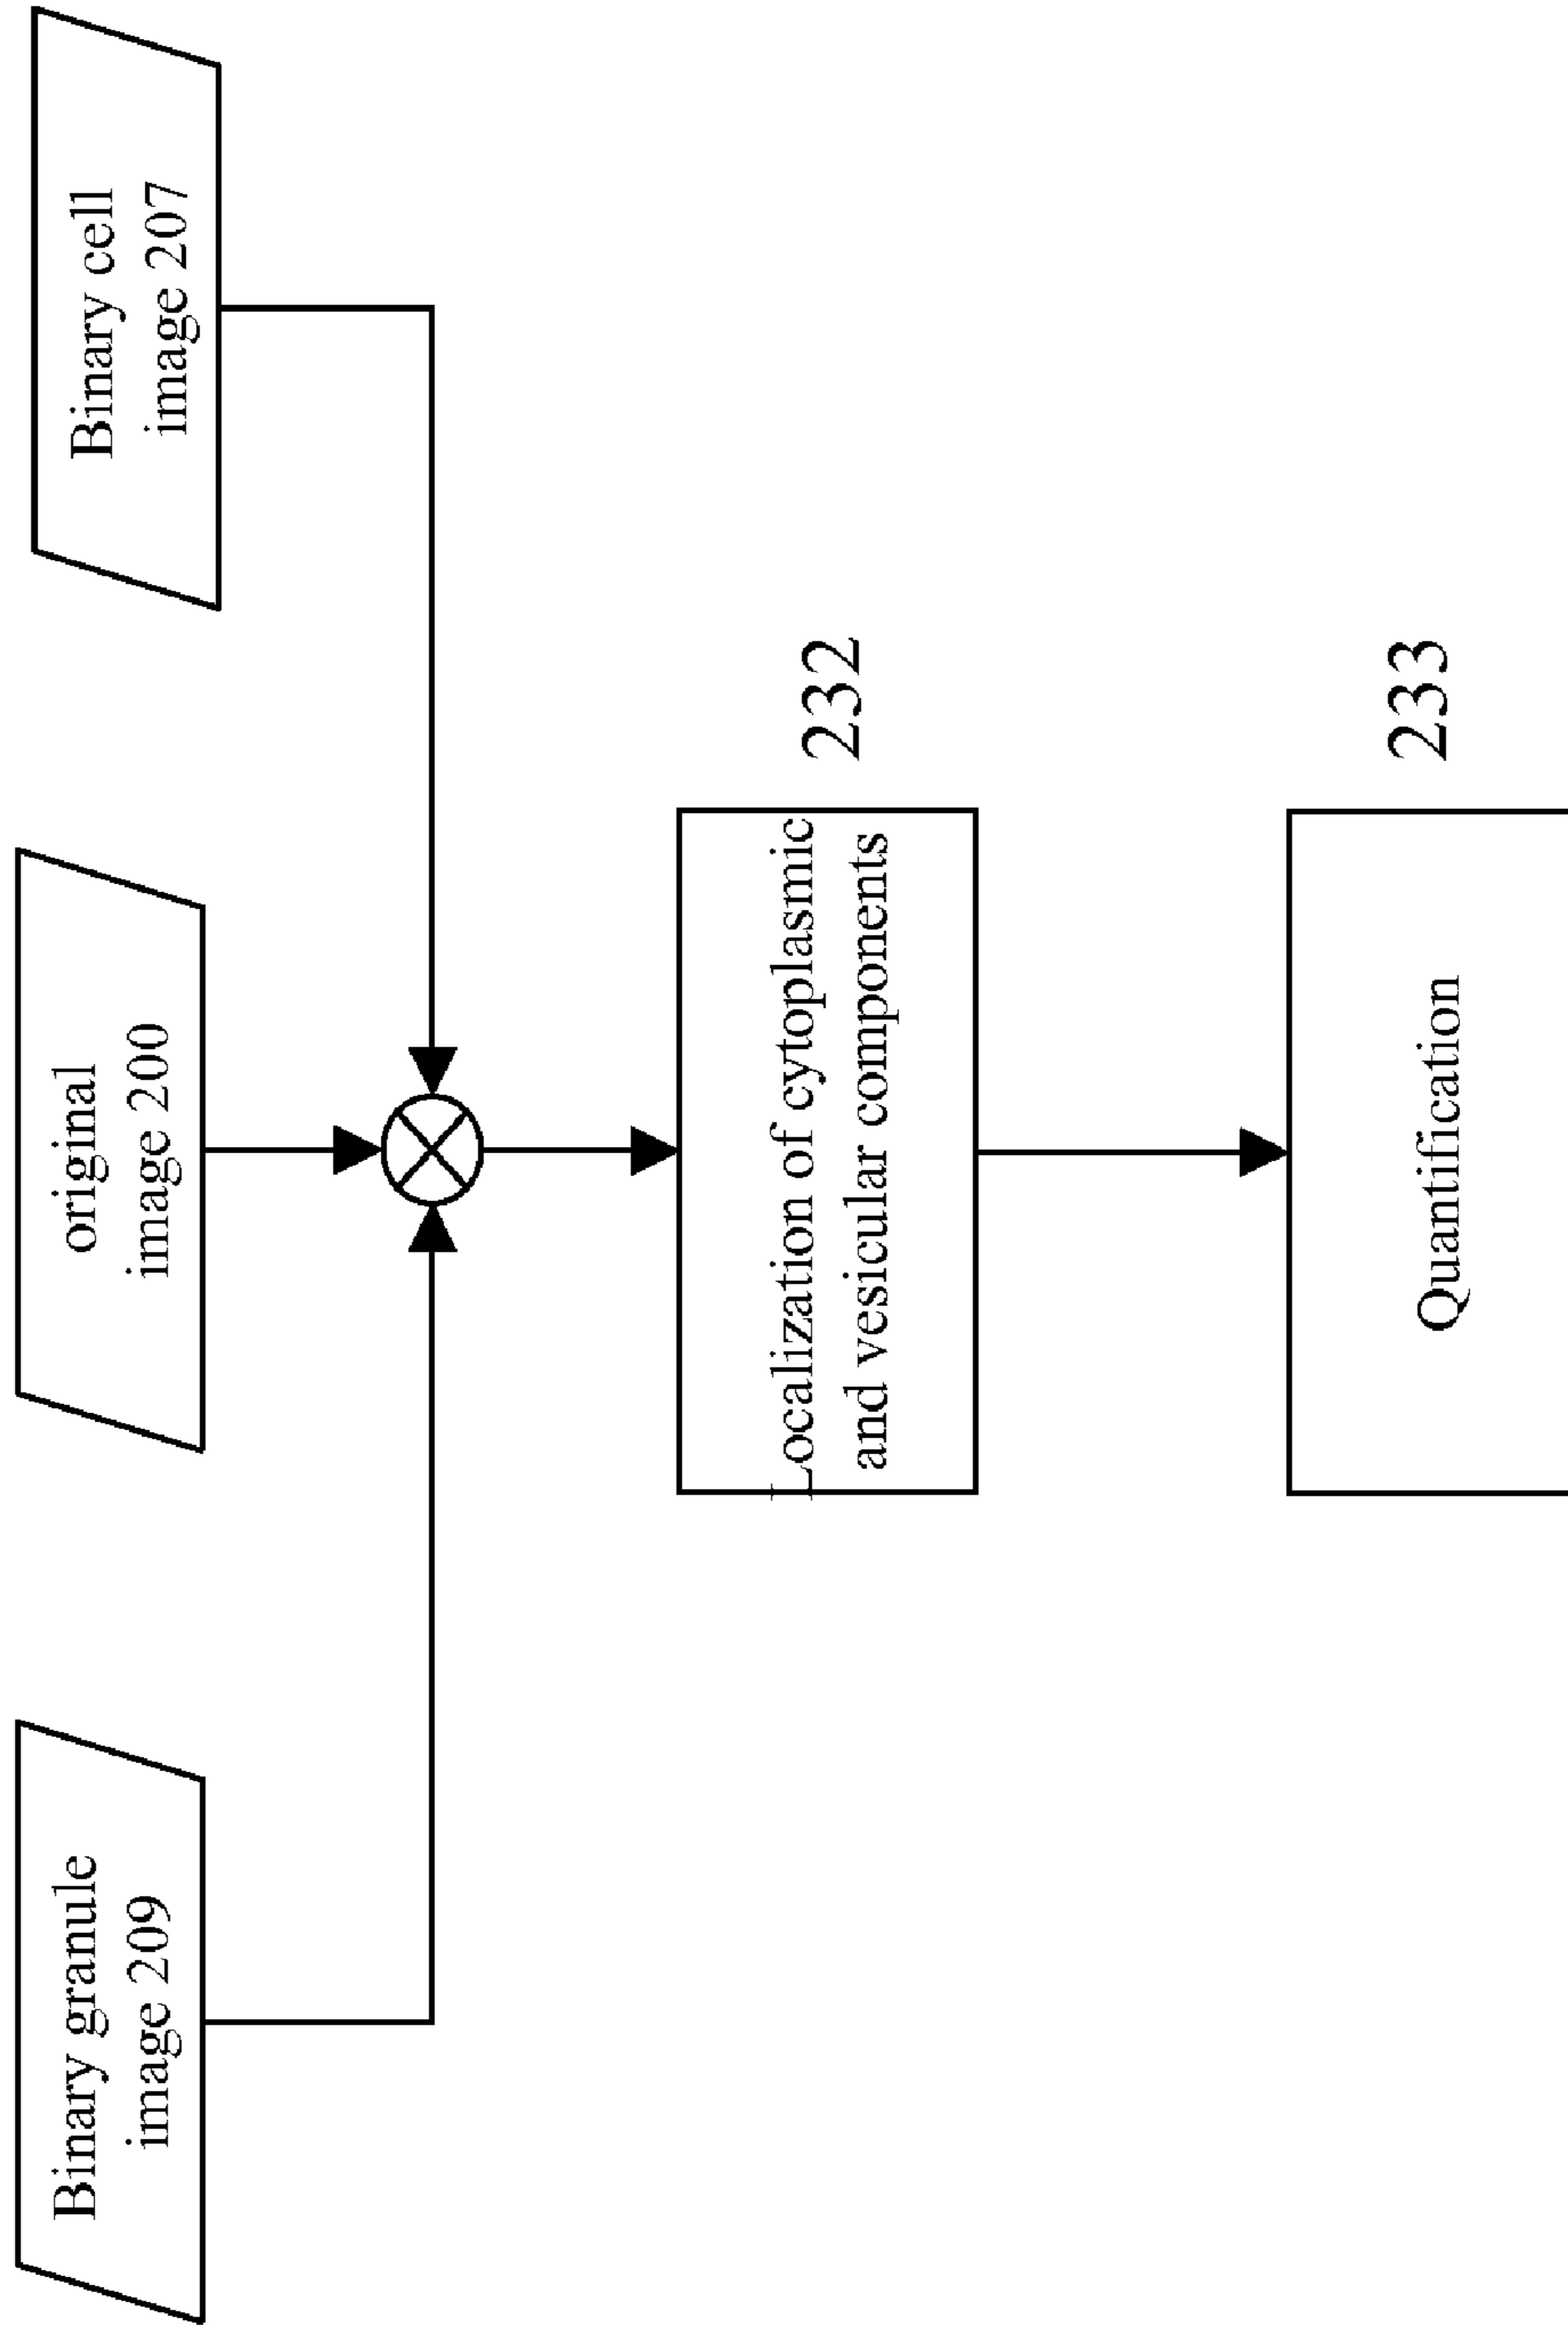 Binary granule
image 209
original
image 200
Binary cell
image 207
Localization of cytoplasmic
and vesicular components
232
Quantification
233